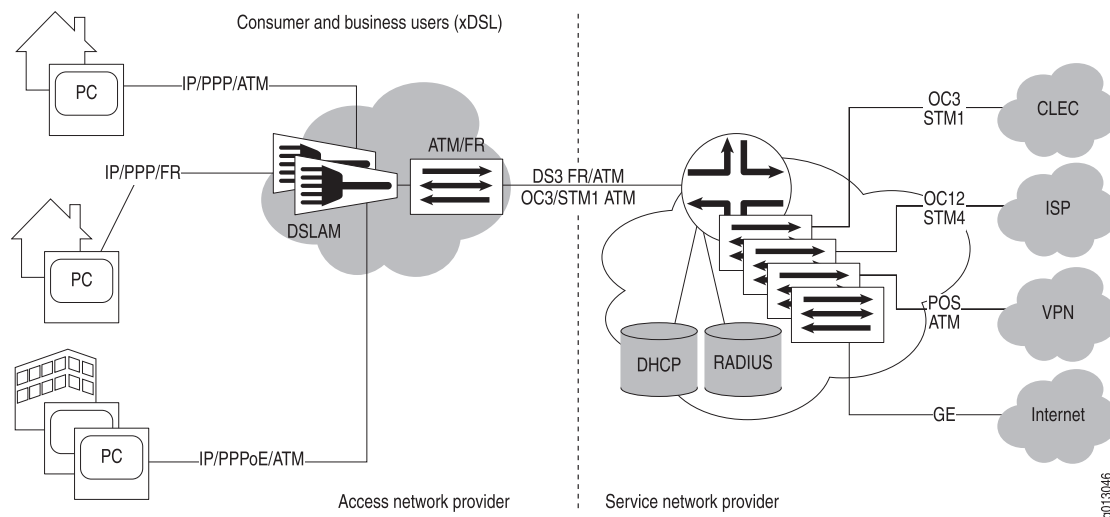 Consumer and business users (xDSL)
PC
IP/PPP/ATM
IP/PPP/FR
PC
PC
IP/PPPoE/ATM
DSLAM
ATM/FR
DS3 FR/ATM
OC3/STM1 ATM
Access network provider
Service network provider
DHCP
RADIUS
OC3
STM1
CLEC
OC12
STM4
ISP
POS
ATM
VPN
GE
Internet
g013046